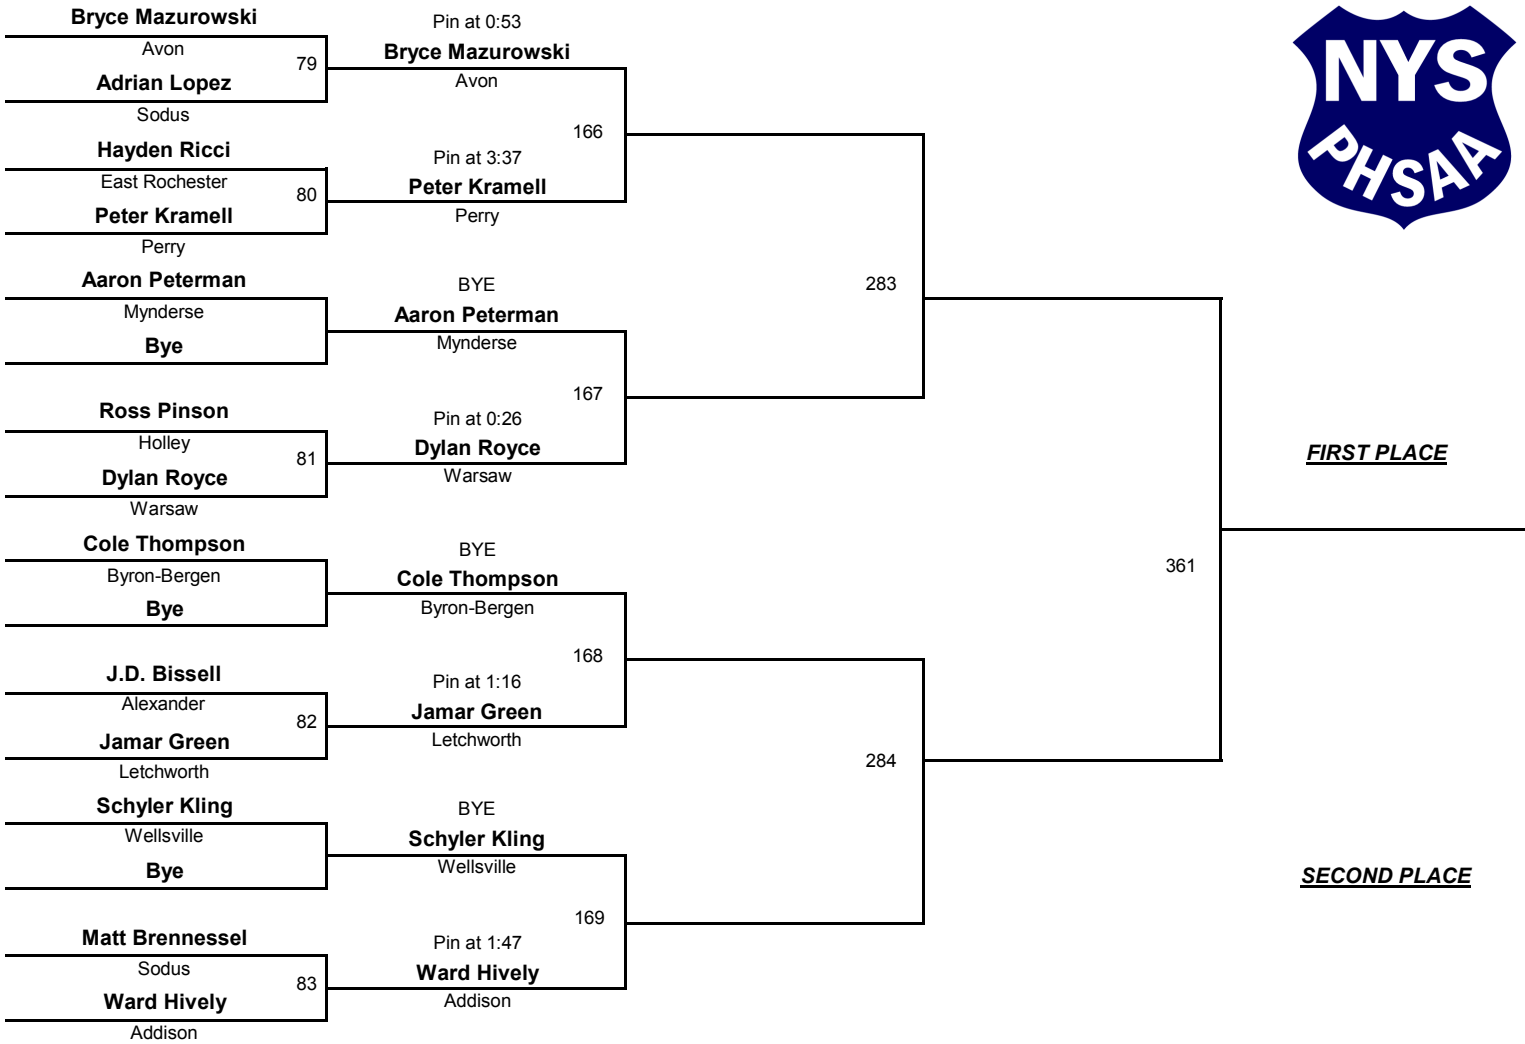 Bryce Mazurowski
Avon
79
Adrian Lopez
Sodus
Hayden Ricci
East Rochester
80
Peter Kramell
Perry
Aaron Peterman
Mynderse
Bye
Ross Pinson
Holley
81
Dylan Royce
Warsaw
Cole Thompson
Byron-Bergen
Bye
J.D. Bissell
Alexander
82
Jamar Green
Letchworth
Schyler Kling
Wellsville
Bye
Matt Brennessel
Sodus
83
Ward Hively
Addison
Pin at 0:53
Bryce Mazurowski
Avon
166
Pin at 3:37
Peter Kramell
Perry
BYE
Aaron Peterman
Mynderse
167
Pin at 0:26
Dylan Royce
Warsaw
BYE
Cole Thompson
Byron-Bergen
168
Pin at 1:16
Jamar Green
Letchworth
BYE
Schyler Kling
Wellsville
169
Pin at 1:47
Ward Hively
Addison
283
284
361
NYS
PHSAA
FIRST PLACE
SECOND PLACE